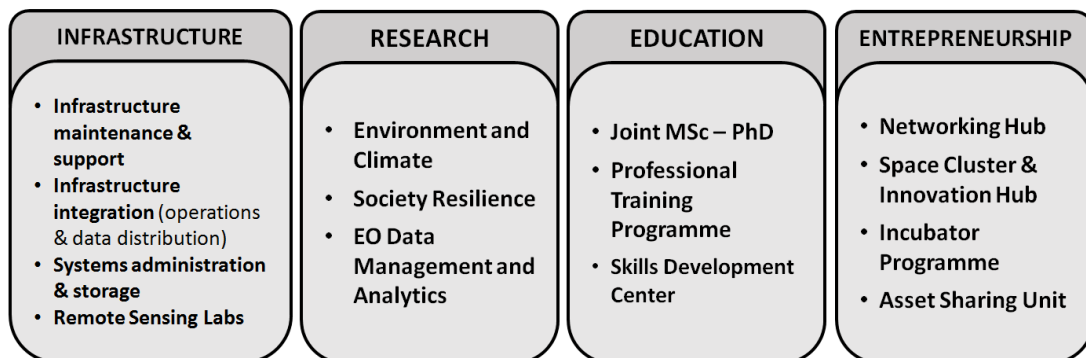 INFRASTRUCTURE
• Infrastructure
maintenance &
support
• Infrastructure
integration (operations
& data distribution)
• Systems administration
& storage
• Remote Sensing Labs
RESEARCH
• Environment and
Climate
• Society Resilience
• EO Data
Management and
Analytics
EDUCATION
• Joint MSc – PhD
• Professional
Training
Programme
• Skills Development
Center
ENTREPRENEURSHIP
• Networking Hub
• Space Cluster &
Innovation Hub
• Incubator
Programme
• Asset Sharing Unit